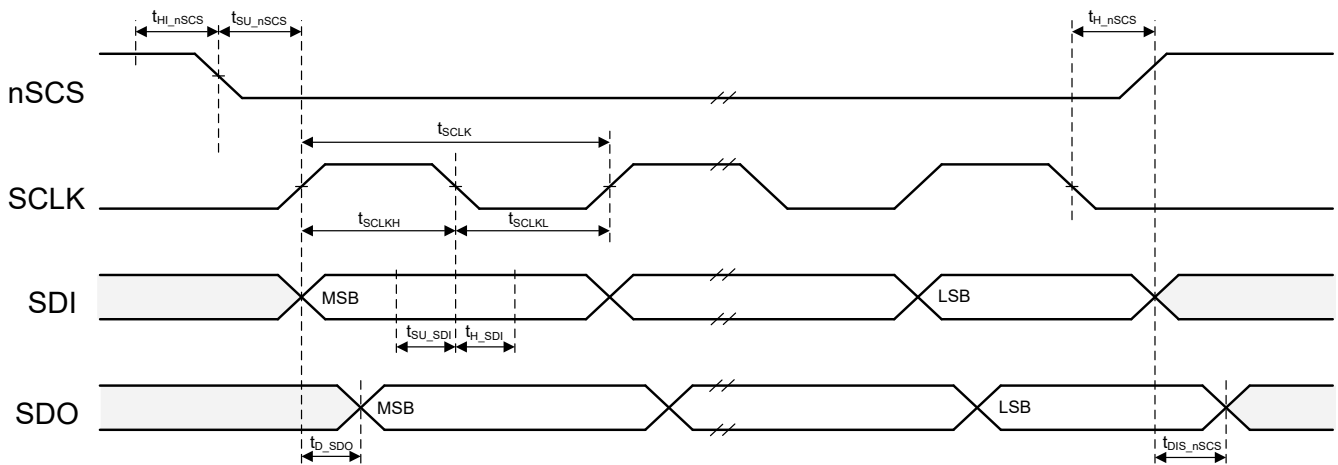 tHI_nSCS tSU_nSCS tH_nSCS
nSCS
tSCLK
SCLK
tSCLKH tSCLKL
SDI MSB LSB
tSU_SDI tH_SDI
SDO MSB LSB
tD_SDO tDIS_nSCS